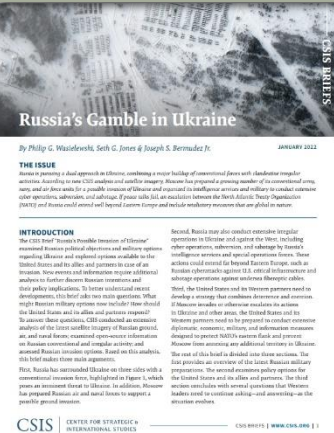 CSIS BRIEFS
Russia's Gamble in Ukraine
By Philip G. Wasielewski, Seth G. Jones & Joseph S. Bermudez Jr.
JANUARY 2022
THE ISSUE
Russia is pursuing a dual approach in Ukraine, combining a major buildup of conventional forces with clandestine irregular
activities. According to new CSIS analysis and satellite imagery, Moscow has prepared a growing number of its conventional army,
navy, and air force units for a possible invasion of Ukraine and organized its intelligence services and military to conduct extensive
cyber operations, subversion, and sabotage. If peace talks fail, an escalation between the North Atlantic Treaty Organization
(NATO) and Russia could extend well beyond Eastern Europe and include retaliatory measures that are global in nature.
INTRODUCTION
The CSIS Brief "Russia's Possible Invasion of Ukraine"
examined Russian political objectives and military options
regarding Ukraine and explored options available to the
United States and its allies and partners in case of an
invasion. New events and information require additional
analysis to further discern Russian intentions and
their policy implications. To better understand recent
developments, this brief asks two main questions. What
might Russian military options now include? How should
the United States and its allies and partners respond?
To answer these questions, CSIS conducted an extensive
analysis of the latest satellite imagery of Russian ground,
air, and naval forces; examined open-source information
on Russian conventional and irregular activity; and
assessed Russian invasion options. Based on this analysis,
this brief makes three main arguments.
First, Russia has surrounded Ukraine on three sides with a
conventional invasion force, highlighted in Figure 1, which
poses an imminent threat to Ukraine. In addition, Moscow
has prepared Russian air and naval forces to support a
possible ground invasion.
Second, Russia may also conduct extensive irregular
operations in Ukraine and against the West, including
cyber operations, subversion, and sabotage by Russia's
intelligence services and special operations forces. These
actions could extend far beyond Eastern Europe, such as
Russian cyberattacks against U.S. critical infrastructure and
sabotage operations against undersea fiberoptic cables.
Third, the United States and its Western partners need to
develop a strategy that combines deterrence and coercion.
If Moscow invades or otherwise escalates its actions
in Ukraine and other areas, the United States and its
Western partners need to be prepared to conduct extensive
diplomatic, economic, military, and information measures
designed to protect NATO's eastern flank and prevent
Moscow from annexing any additional territory in Ukraine.
The rest of this brief is divided into three sections. The
first provides an overview of the latest Russian military
preparations. The second examines policy options for
the United States and its allies and partners. The third
section concludes with several questions that Western
leaders need to continue asking—and answering—as the
situation evolves.
CSIS
CENTER FOR STRATEGIC &
INTERNATIONAL STUDIES
CSIS BRIEFS | WWW.CSIS.ORG | 1